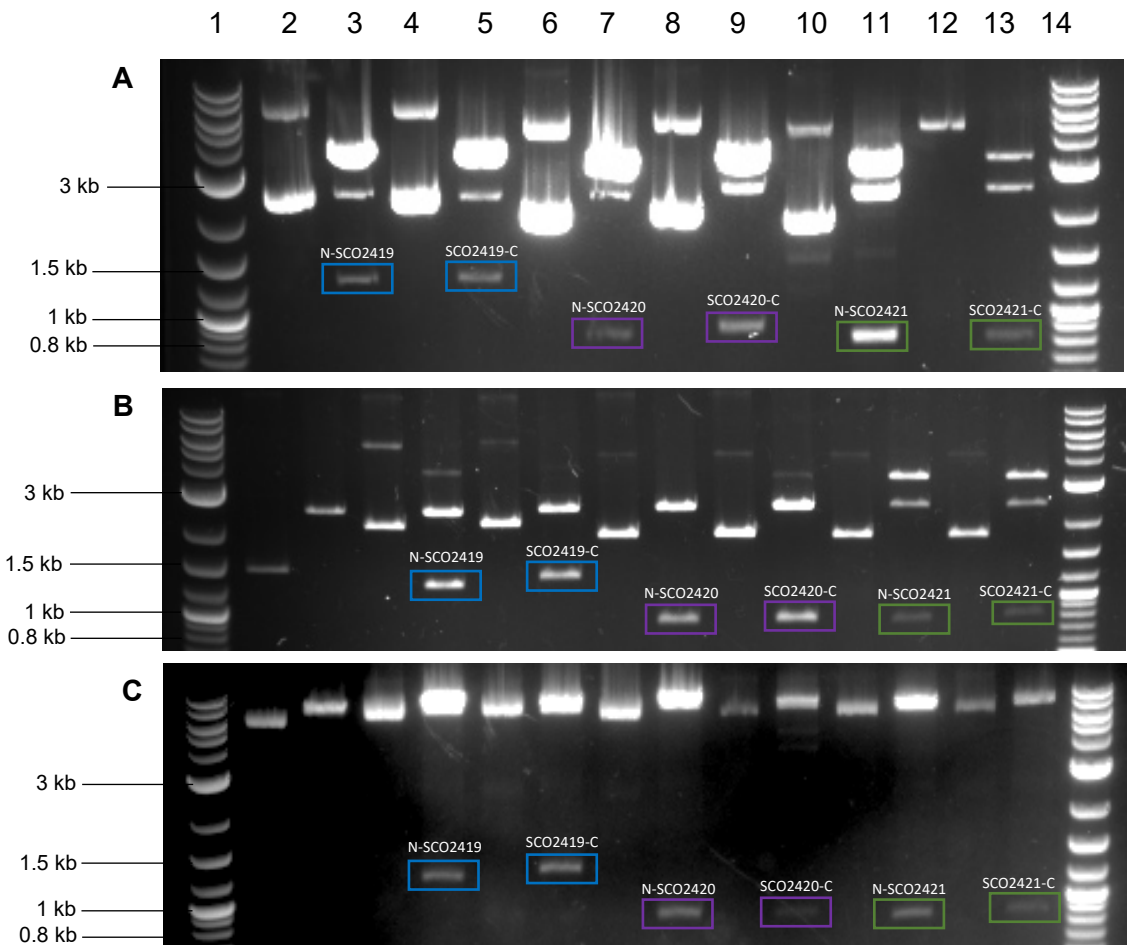 1 2 3 4 5 6 7 8 9 10 11 12 13 14
A
3 kb
N-SCO2419 SCO2419-C
1.5 kb
N-SCO2420 SCO2420-C N-SCO2421 SCO2421-C
1 kb
0.8 kb
B
3 kb
N-SCO2419 SCO2419-C
1.5 kb
N-SCO2420 SCO2420-C N-SCO2421 SCO2421-C
1 kb
0.8 kb
C
3 kb
N-SCO2419 SCO2419-C
1.5 kb
N-SCO2420 SCO2420-C N-SCO2421 SCO2421-C
1 kb
0.8 kb